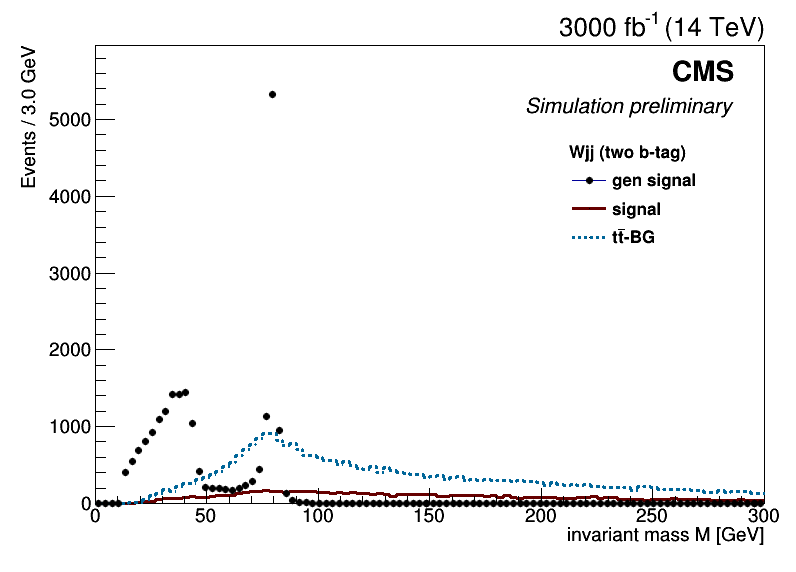 3000 fb⁻¹ (14 TeV)
CMS
Simulation preliminary
Wjj (two b-tag)
gen signal
signal
tt̄-BG
Events / 3.0 GeV
5000
4000
3000
2000
1000
0
0 50 100 150 200 250 300
invariant mass M [GeV]